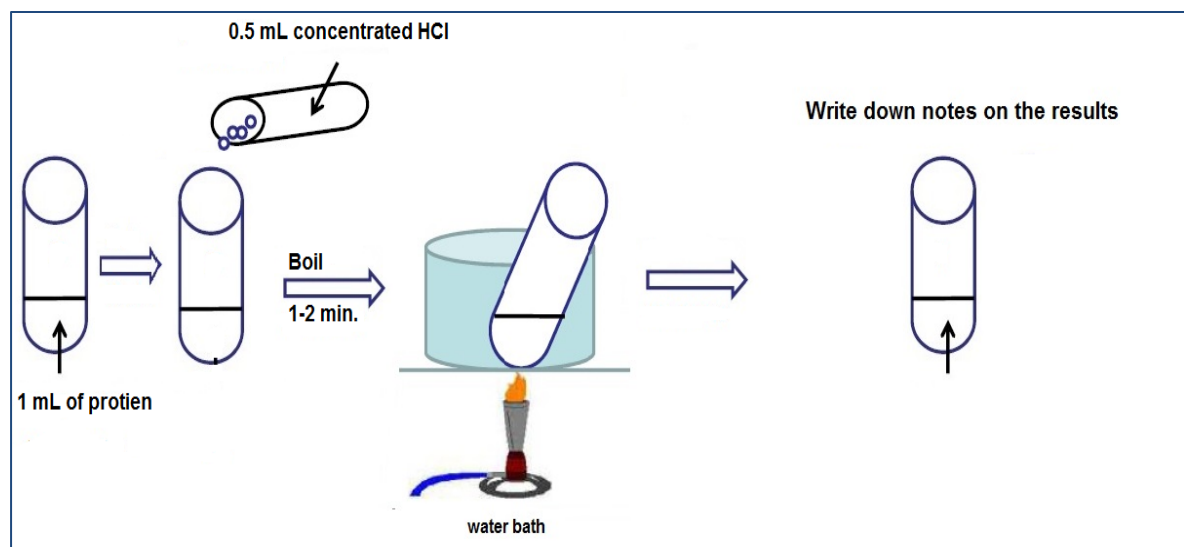 0.5 mL concentrated HCl
Write down notes on the results
Boil
1-2 min.
1 mL of protien
water bath